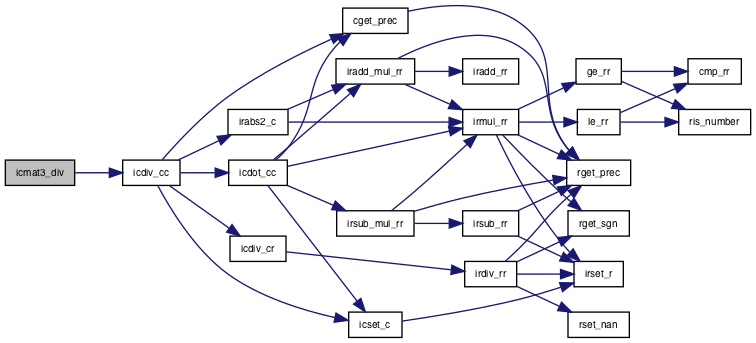 cget_prec
iradd_mul_rr
iradd_rr
ge_rr
cmp_rr
irabs2_c
irmul_rr
le_rr
ris_number
icmat3_div
icdiv_cc
icdot_cc
rget_prec
irsub_mul_rr
irsub_rr
rget_sgn
icdiv_cr
irdiv_rr
irset_r
icset_c
rset_nan